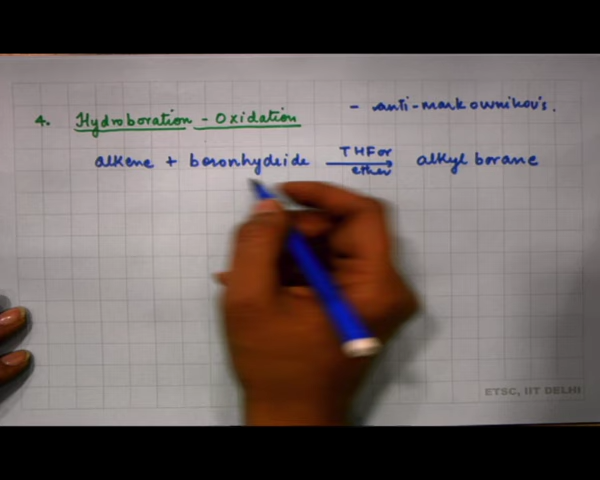 - anti-markownikov's.
4. Hydroboration - Oxidation
alkene + boronhydride THF or ether alkyl borane
ETSC, IIT DELHI